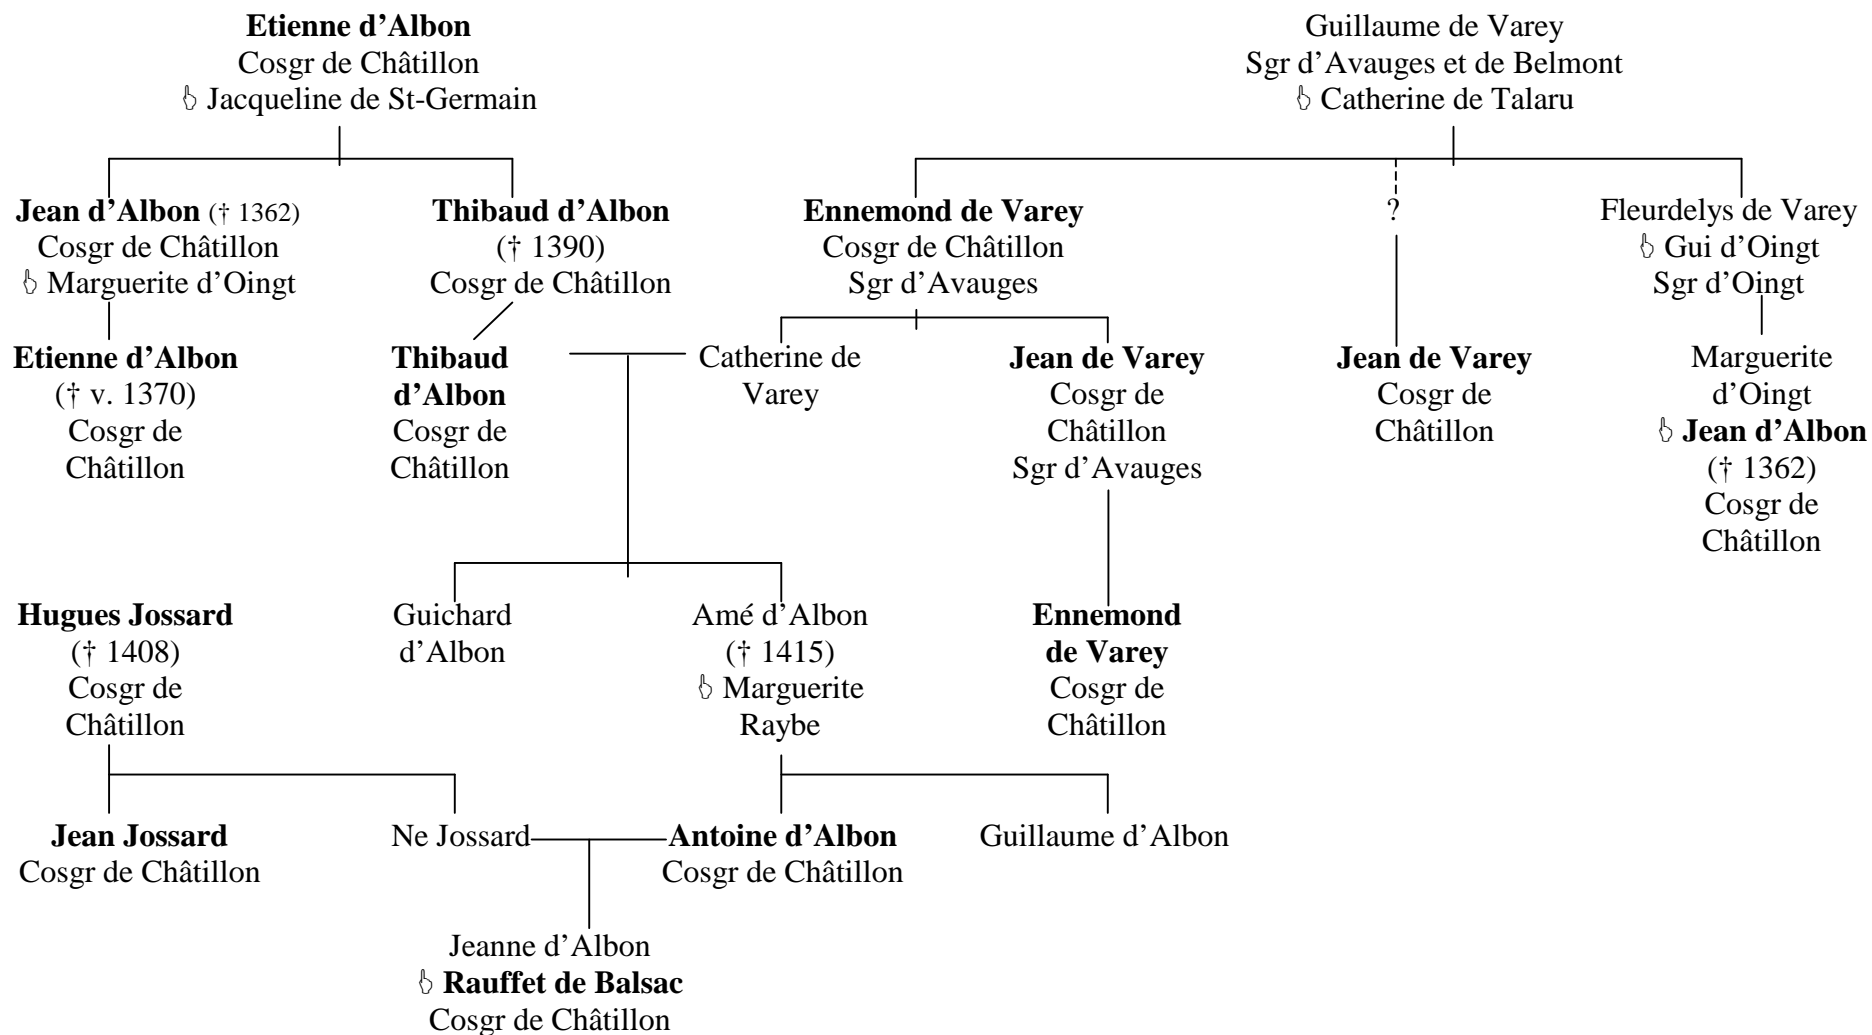 Etienne d’Albon
Cosgr de Châtillon
👆 Jacqueline de St-Germain
Guillaume de Varey
Sgr d’Avauges et de Belmont
👆 Catherine de Talaru
Jean d’Albon († 1362)
Cosgr de Châtillon
👆 Marguerite d’Oingt
Thibaud d’Albon
(† 1390)
Cosgr de Châtillon
Ennemond de Varey
Cosgr de Châtillon
Sgr d’Avauges
?
Fleurdelys de Varey
👆 Gui d’Oingt
Sgr d’Oingt
Etienne d’Albon
(† v. 1370)
Cosgr de
Châtillon
Thibaud
d’Albon
Cosgr de
Châtillon
Catherine de
Varey
Jean de Varey
Cosgr de
Châtillon
Sgr d’Avauges
Jean de Varey
Cosgr de
Châtillon
Marguerite
d’Oingt
👆 Jean d’Albon
(† 1362)
Cosgr de
Châtillon
Hugues Jossard
(† 1408)
Cosgr de
Châtillon
Guichard
d’Albon
Amé d’Albon
(† 1415)
👆 Marguerite
Raybe
Ennemond
de Varey
Cosgr de
Châtillon
Jean Jossard
Cosgr de Châtillon
Ne Jossard
Antoine d’Albon
Cosgr de Châtillon
Guillaume d’Albon
Jeanne d’Albon
👆 Rauffet de Balsac
Cosgr de Châtillon